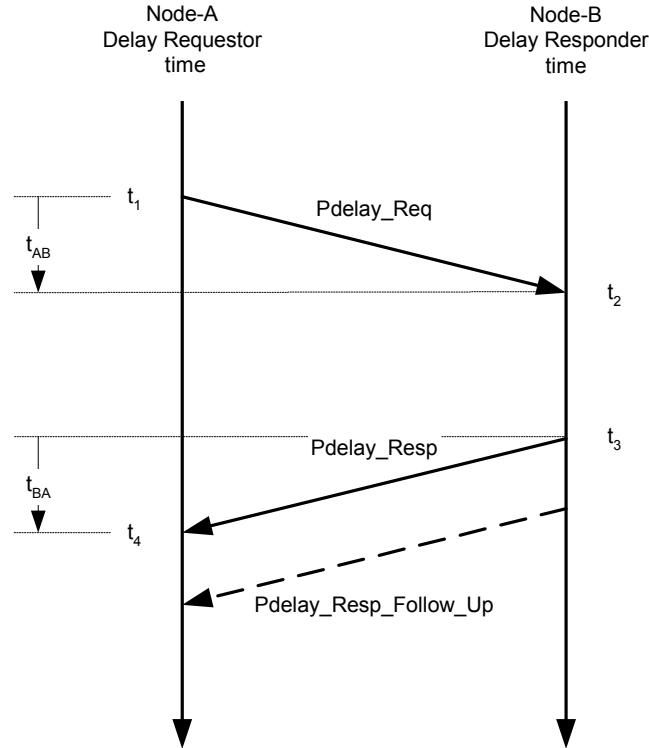 Node-A
Delay Requestor
time
Node-B
Delay Responder
time
t1
Pdelay_Req
tAB
t2
t3
Pdelay_Resp
tBA
t4
Pdelay_Resp_Follow_Up